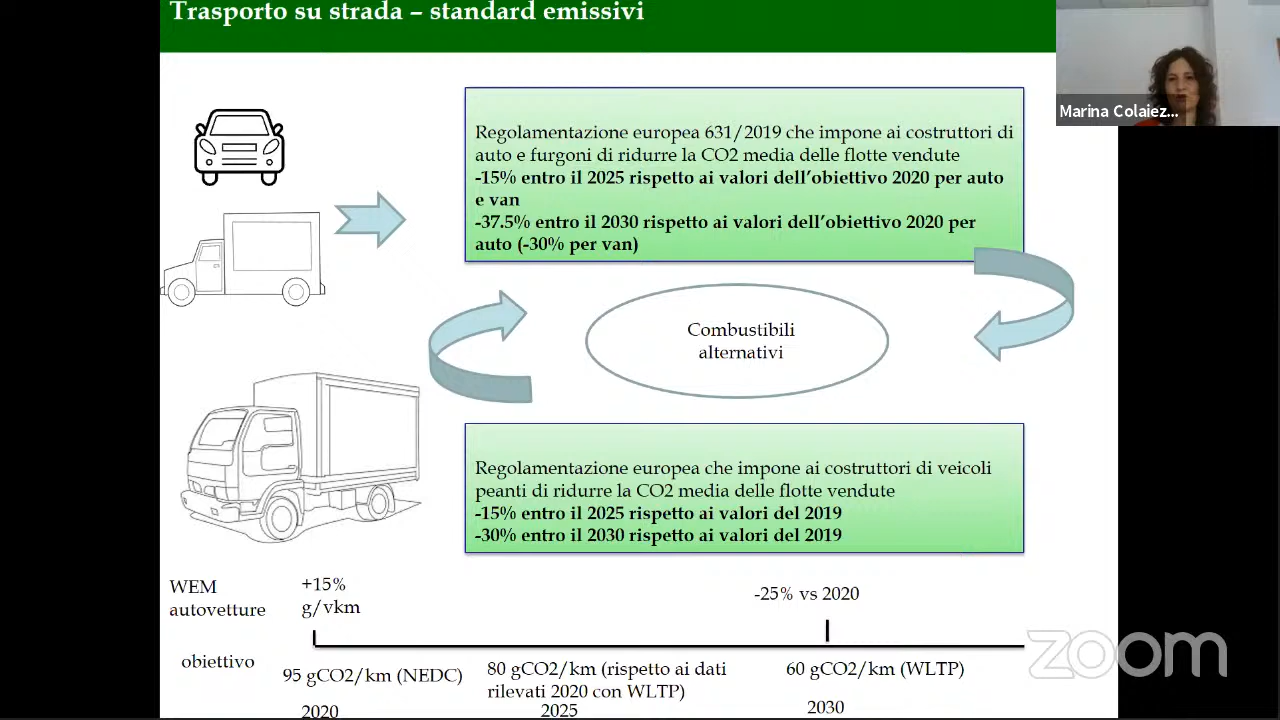 Trasporto su strada – standard emissivi
Marina Colaiez...
Regolamentazione europea 631/2019 che impone ai costruttori di
auto e furgoni di ridurre la CO2 media delle flotte vendute
-15% entro il 2025 rispetto ai valori dell'obiettivo 2020 per auto
e van
-37.5% entro il 2030 rispetto ai valori dell'obiettivo 2020 per
auto (-30% per van)
Combustibili
alternativi
Regolamentazione europea che impone ai costruttori di veicoli
peanti di ridurre la CO2 media delle flotte vendute
-15% entro il 2025 rispetto ai valori del 2019
-30% entro il 2030 rispetto ai valori del 2019
WEM
autovetture
+15%
g/vkm
-25% vs 2020
obiettivo
95 gCO2/km (NEDC)
2020
80 gCO2/km (rispetto ai dati
rilevati 2020 con WLTP)
2025
60 gCO2/km (WLTP)
2030
zoom